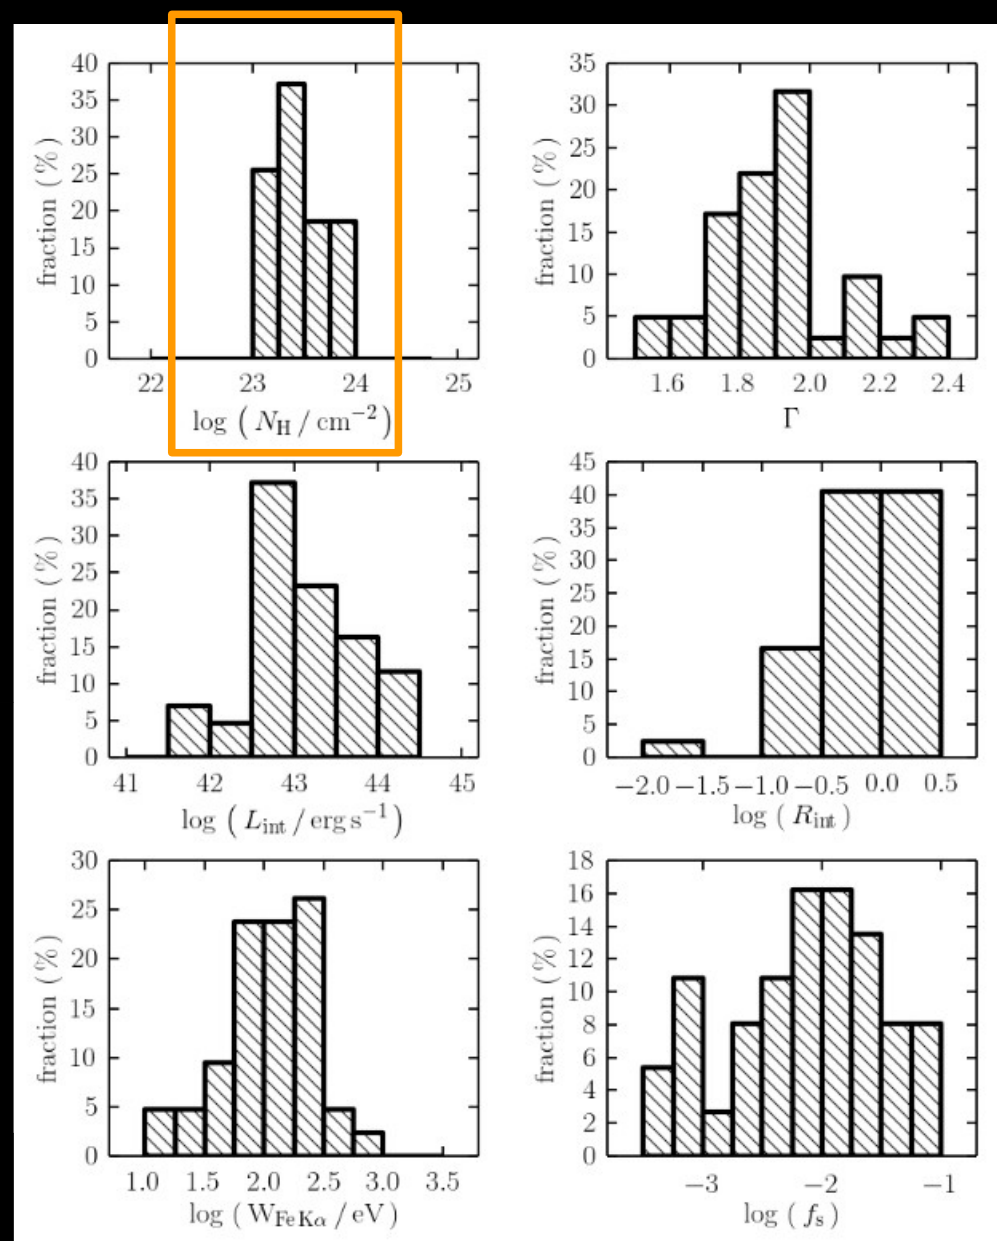 40
35
30
25
20
15
10
5
0
fraction (%)
22 23 24 25
log ( N_H / cm⁻² )
35
30
25
20
15
10
5
0
fraction (%)
1.6 1.8 2.0 2.2 2.4
Γ
40
35
30
25
20
15
10
5
0
fraction (%)
41 42 43 44 45
log ( L_int / erg s⁻¹ )
45
40
35
30
25
20
15
10
5
0
fraction (%)
−2.0 −1.5 −1.0 −0.5 0.0 0.5
log ( R_int )
30
25
20
15
10
5
0
fraction (%)
1.0 1.5 2.0 2.5 3.0 3.5
log ( W_Fe Kα / eV )
18
16
14
12
10
8
6
4
2
0
fraction (%)
−3 −2 −1
log ( f_s )